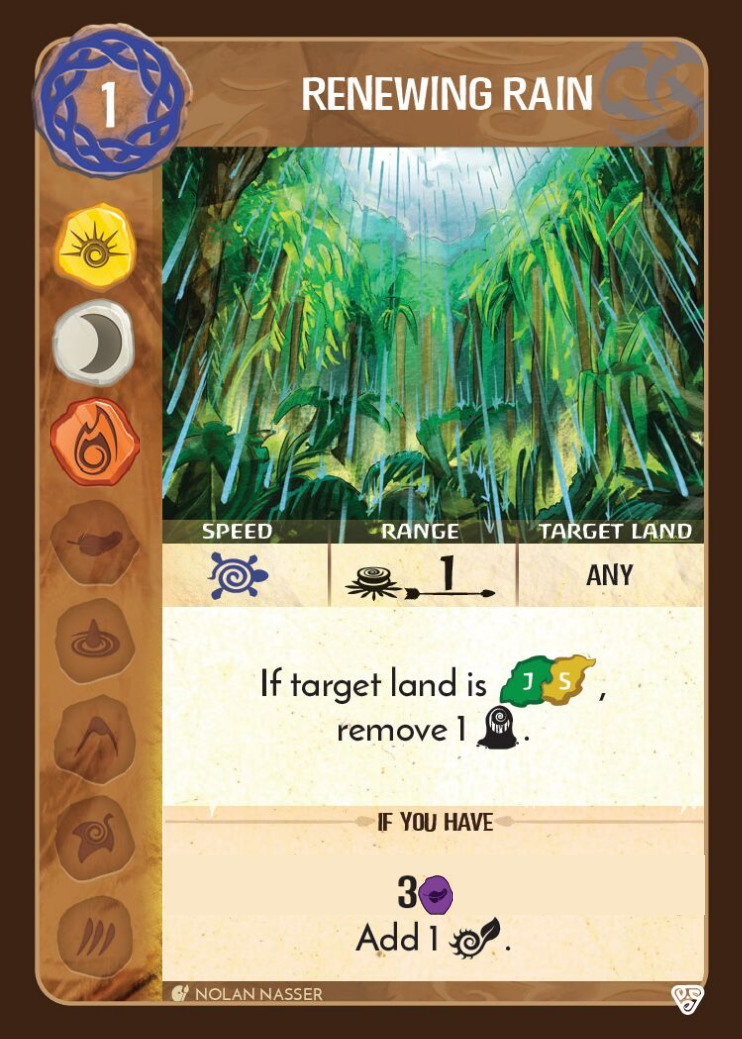 1
RENEWING RAIN
SPEED RANGE TARGET LAND
1 ANY
If target land is J S ,
remove 1 .
IF YOU HAVE
3
Add 1 .
NOLAN NASSER